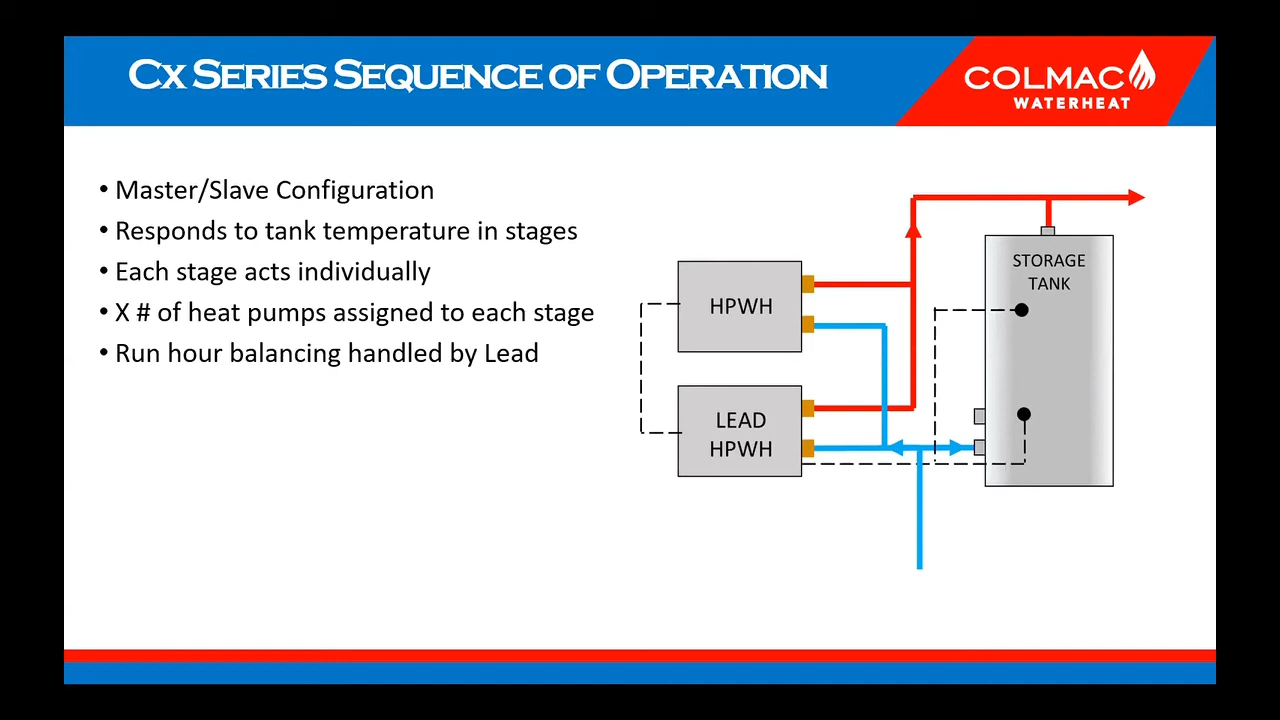 Cx Series Sequence of Operation
COLMAC
WATERHEAT
• Master/Slave Configuration
• Responds to tank temperature in stages
• Each stage acts individually
• X # of heat pumps assigned to each stage
• Run hour balancing handled by Lead
HPWH
LEAD
HPWH
STORAGE
TANK